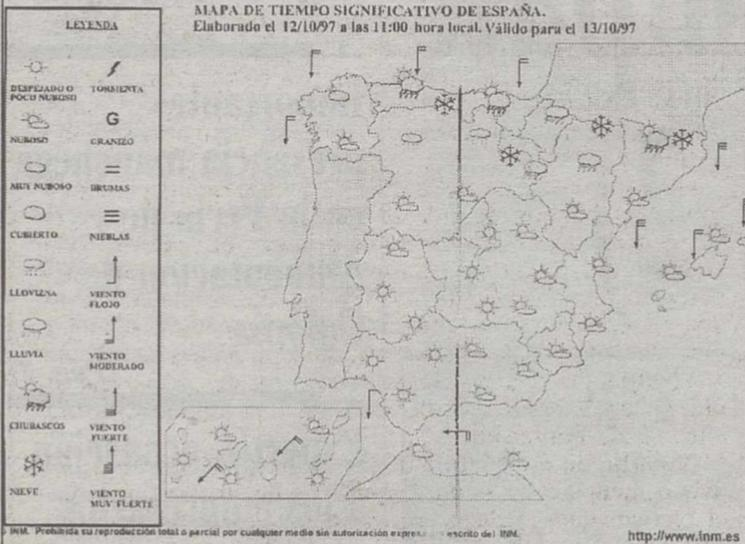 MAPA DE TIEMPO SIGNIFICATIVO DE ESPAÑA.
Elaborado el 12/10/97 a las 11:00 hora local. Válido para el 13/10/97
LEYENDA
DESPEJADO O
POCO NUBOSO
TORMENTA
NUBOSO
G
GRANIZO
MUY NUBOSO
BRUMAS
CUBIERTO
NIEBLAS
LLOVIZNA
VIENTO
FLOJO
LLUVIA
VIENTO
MODERADO
CHUBASCOS
VIENTO
FUERTE
NIEVE
VIENTO
MUY FUERTE
INM. Prohibida su reproducción total o parcial por cualquier medio sin autorización escrito del INM.
http://www.inm.es